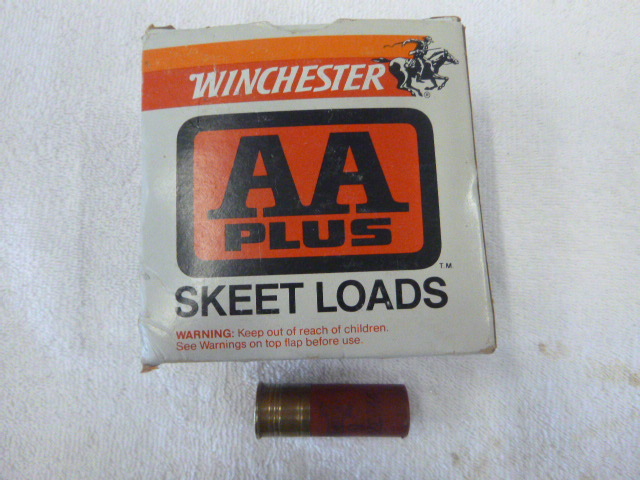 WINCHESTER
®
AA
PLUS
T.M.
SKEET LOADS
WARNING: Keep out of reach of children.
See Warnings on top flap before use.